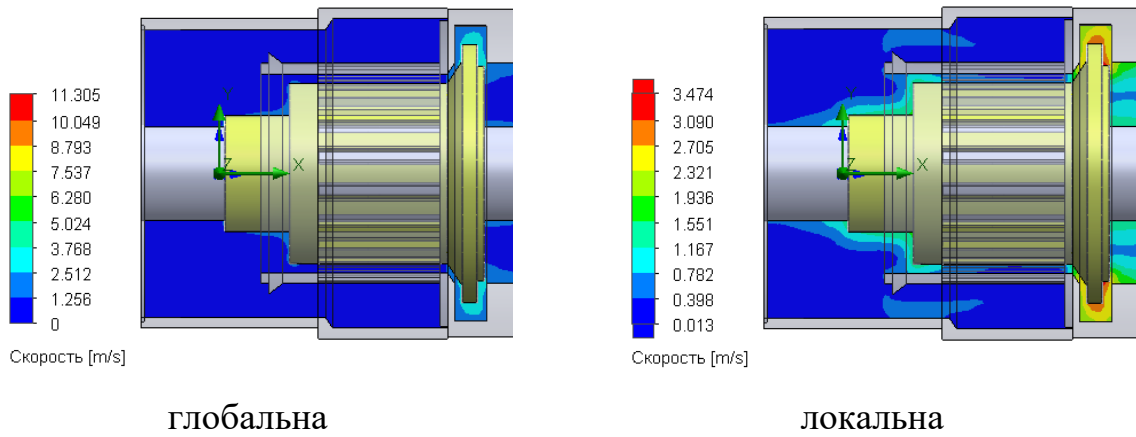 11.305
10.049
8.793
7.537
6.280
5.024
3.768
2.512
1.256
0
Скорость [m/s]
Y
Z
X
3.474
3.090
2.705
2.321
1.936
1.551
1.167
0.782
0.398
0.013
Скорость [m/s]
Y
Z
X
глобальна
локальна